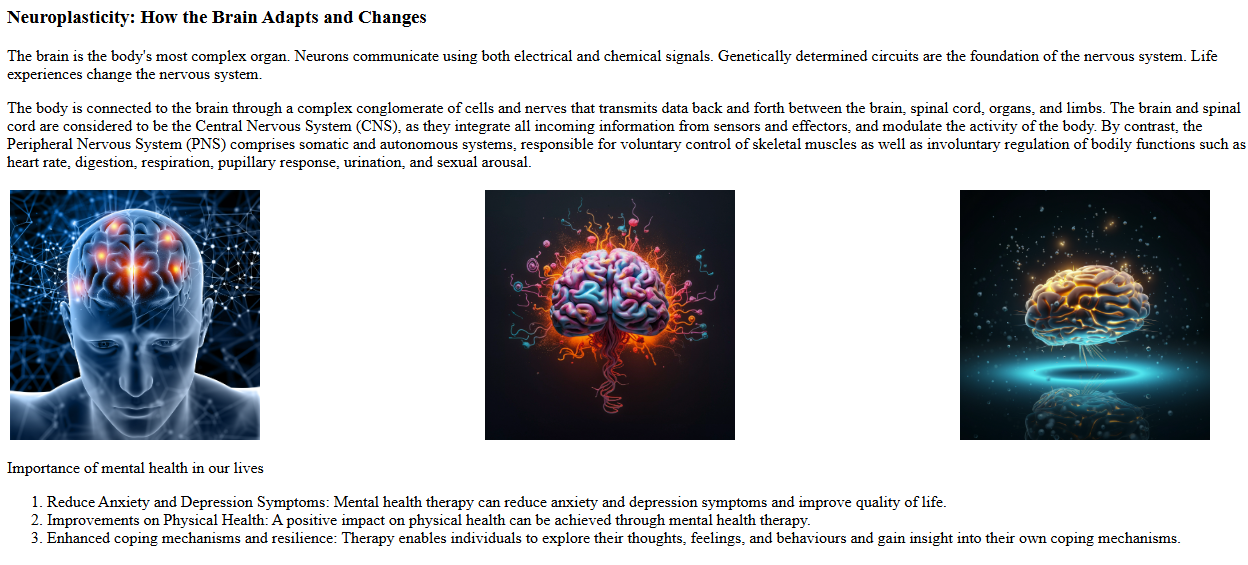 Neuroplasticity: How the Brain Adapts and Changes
The brain is the body's most complex organ. Neurons communicate using both electrical and chemical signals. Genetically determined circuits are the foundation of the nervous system. Life
experiences change the nervous system.
The body is connected to the brain through a complex conglomerate of cells and nerves that transmits data back and forth between the brain, spinal cord, organs, and limbs. The brain and spinal
cord are considered to be the Central Nervous System (CNS), as they integrate all incoming information from sensors and effectors, and modulate the activity of the body. By contrast, the
Peripheral Nervous System (PNS) comprises somatic and autonomous systems, responsible for voluntary control of skeletal muscles as well as involuntary regulation of bodily functions such as
heart rate, digestion, respiration, pupillary response, urination, and sexual arousal.
Importance of mental health in our lives
1. Reduce Anxiety and Depression Symptoms: Mental health therapy can reduce anxiety and depression symptoms and improve quality of life.
2. Improvements on Physical Health: A positive impact on physical health can be achieved through mental health therapy.
3. Enhanced coping mechanisms and resilience: Therapy enables individuals to explore their thoughts, feelings, and behaviours and gain insight into their own coping mechanisms.